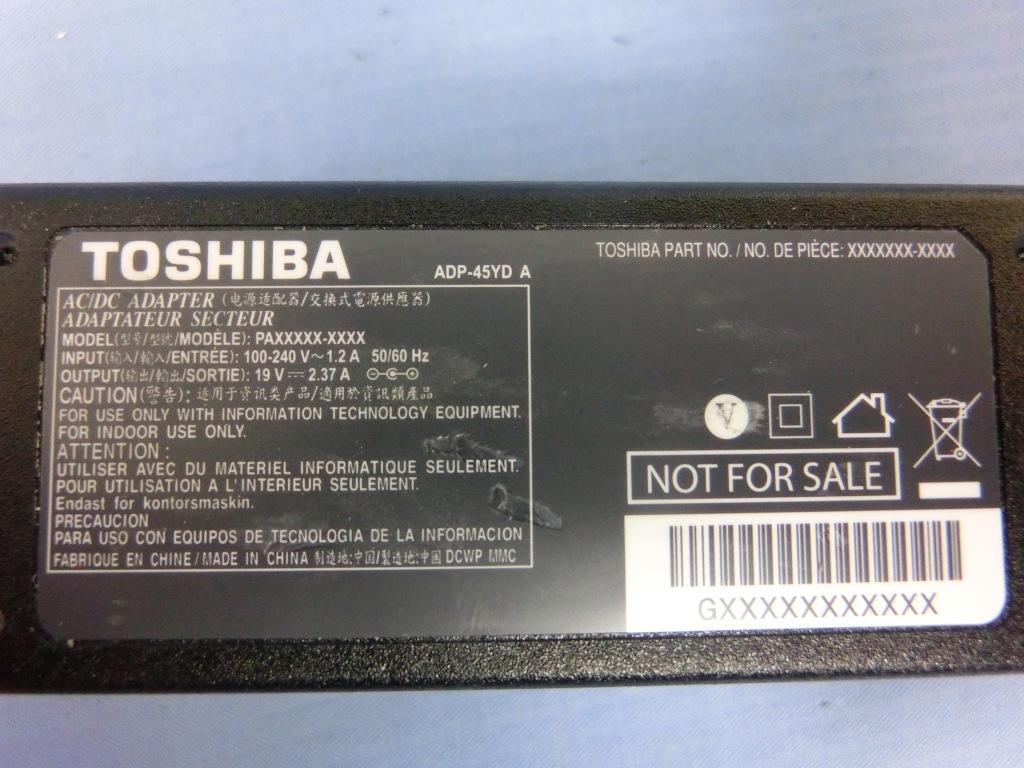 TOSHIBA
ADP-45YD A
TOSHIBA PART NO. / NO. DE PIÈCE: XXXXXXX-XXXX
AC/DC ADAPTER (电源适配器/交換式電源供應器)
ADAPTATEUR SECTEUR
MODEL(型号/型號/MODÈLE): PAXXXXX-XXXX
INPUT(输入/輸入/ENTRÉE): 100-240 V～1.2 A 50/60 Hz
OUTPUT(输出/輸出/SORTIE): 19 V⎓2.37 A
CAUTION(警告): 适用于资讯类产品/適用於資訊類產品
FOR USE ONLY WITH INFORMATION TECHNOLOGY EQUIPMENT.
FOR INDOOR USE ONLY.
ATTENTION :
UTILISER AVEC DU MATERIEL INFORMATIQUE SEULEMENT.
POUR UTILISATION A L'INTERIEUR SEULEMENT.
Endast for kontorsmaskin.
PRECAUCION
PARA USO CON EQUIPOS DE TECNOLOGIA DE LA INFORMACION
FABRIQUE EN CHINE / MADE IN CHINA 制造地:中国/製造地:中國 DCWP MMC
V
NOT FOR SALE
GXXXXXXXXXXX